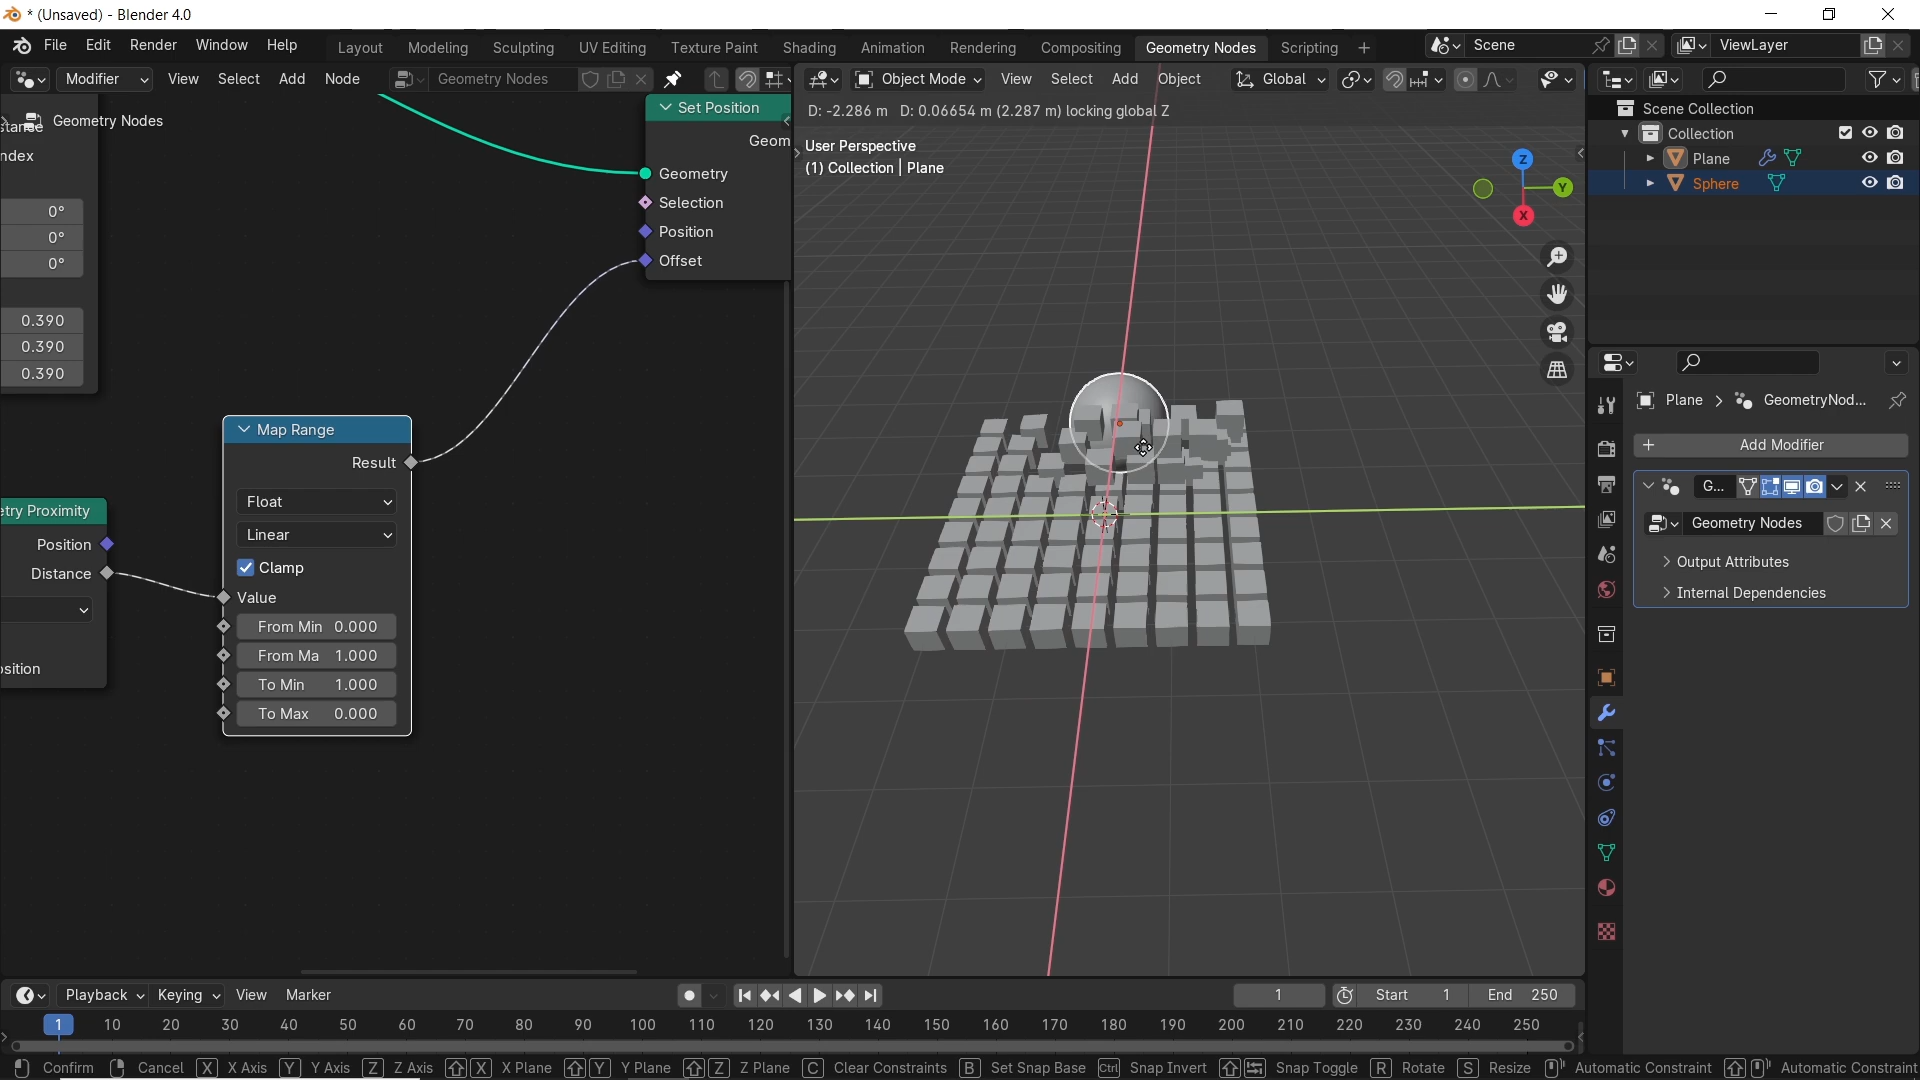 * (Unsaved) - Blender 4.0
File Edit Render Window Help
Layout Modeling Sculpting UV Editing Texture Paint Shading Animation Rendering Compositing Geometry Nodes Scripting +
Scene ViewLayer
Modifier View Select Add Node Geometry Nodes
Object Mode View Select Add Object Global
Geometry Nodes
Set Position
Geom
Geometry
Selection
Position
Offset
stance
ndex
0°
0°
0°
0.390
0.390
0.390
Map Range
Result
Float
Linear
Clamp
Value
From Min 0.000
From Ma 1.000
To Min 1.000
To Max 0.000
etry Proximity
Position
Distance
osition
D: -2.286 m D: 0.06654 m (2.287 m) locking global Z
User Perspective
(1) Collection | Plane
Z
Y
X
Scene Collection
Collection
Plane
Sphere
Plane > GeometryNod...
+ Add Modifier
G...
Geometry Nodes
Output Attributes
Internal Dependencies
Playback Keying View Marker
1 Start 1 End 250
1 10 20 30 40 50 60 70 80 90 100 110 120 130 140 150 160 170 180 190 200 210 220 230 240 250
Confirm Cancel X X Axis Y Y Axis Z Z Axis X X Plane Y Y Plane Z Z Plane C Clear Constraints B Set Snap Base Ctrl Snap Invert Snap Toggle R Rotate S Resize Automatic Constraint Automatic Constraint